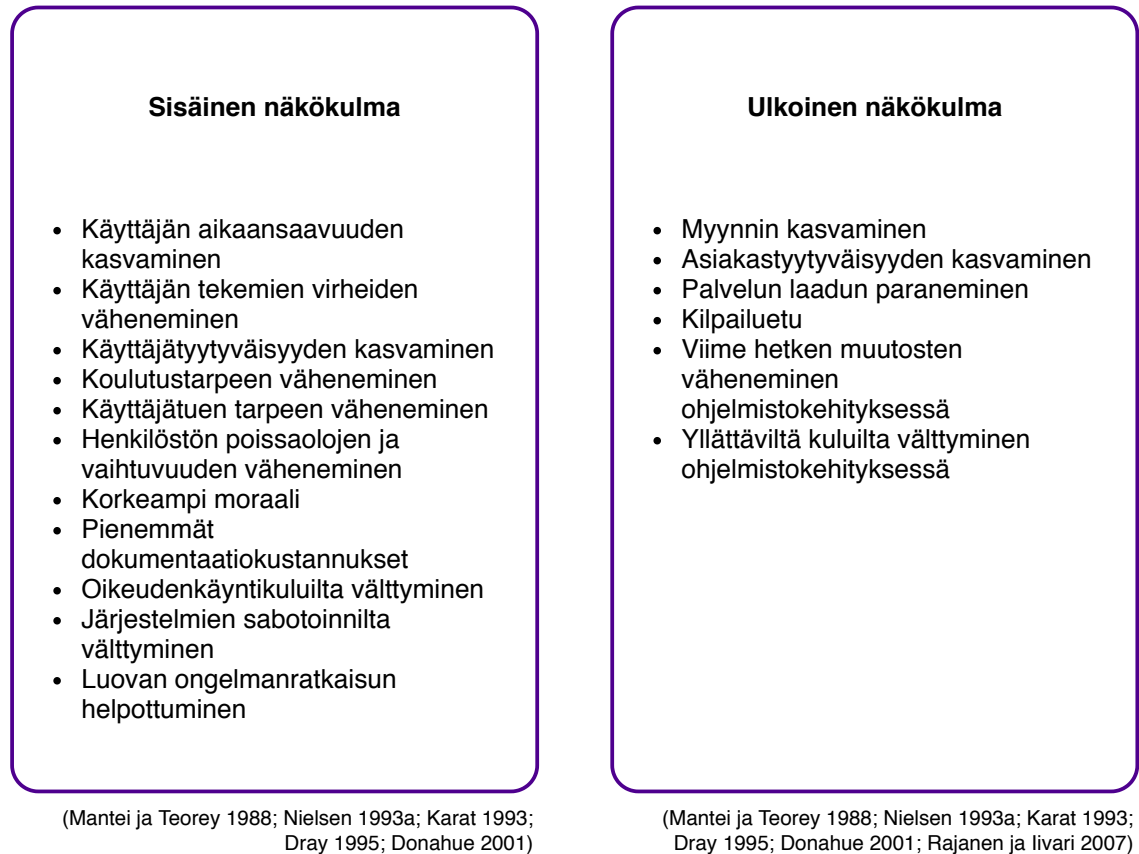 Sisäinen näkökulma
• Käyttäjän aikaansaavuuden
kasvaminen
• Käyttäjän tekemien virheiden
väheneminen
• Käyttäjätyytyväisyyden kasvaminen
• Koulutustarpeen väheneminen
• Käyttäjätuen tarpeen väheneminen
• Henkilöstön poissaolojen ja
vaihtuvuuden väheneminen
• Korkeampi moraali
• Pienemmät
dokumentaatiokustannukset
• Oikeudenkäyntikuluilta välttyminen
• Järjestelmien sabotoinnilta
välttyminen
• Luovan ongelmanratkaisun
helpottuminen
(Mantei ja Teorey 1988; Nielsen 1993a; Karat 1993;
Dray 1995; Donahue 2001)
Ulkoinen näkökulma
• Myynnin kasvaminen
• Asiakastyytyväisyyden kasvaminen
• Palvelun laadun paraneminen
• Kilpailuetu
• Viime hetken muutosten
väheneminen
ohjelmistokehityksessä
• Yllättäviltä kuluilta välttyminen
ohjelmistokehityksessä
(Mantei ja Teorey 1988; Nielsen 1993a; Karat 1993;
Dray 1995; Donahue 2001; Rajanen ja Iivari 2007)